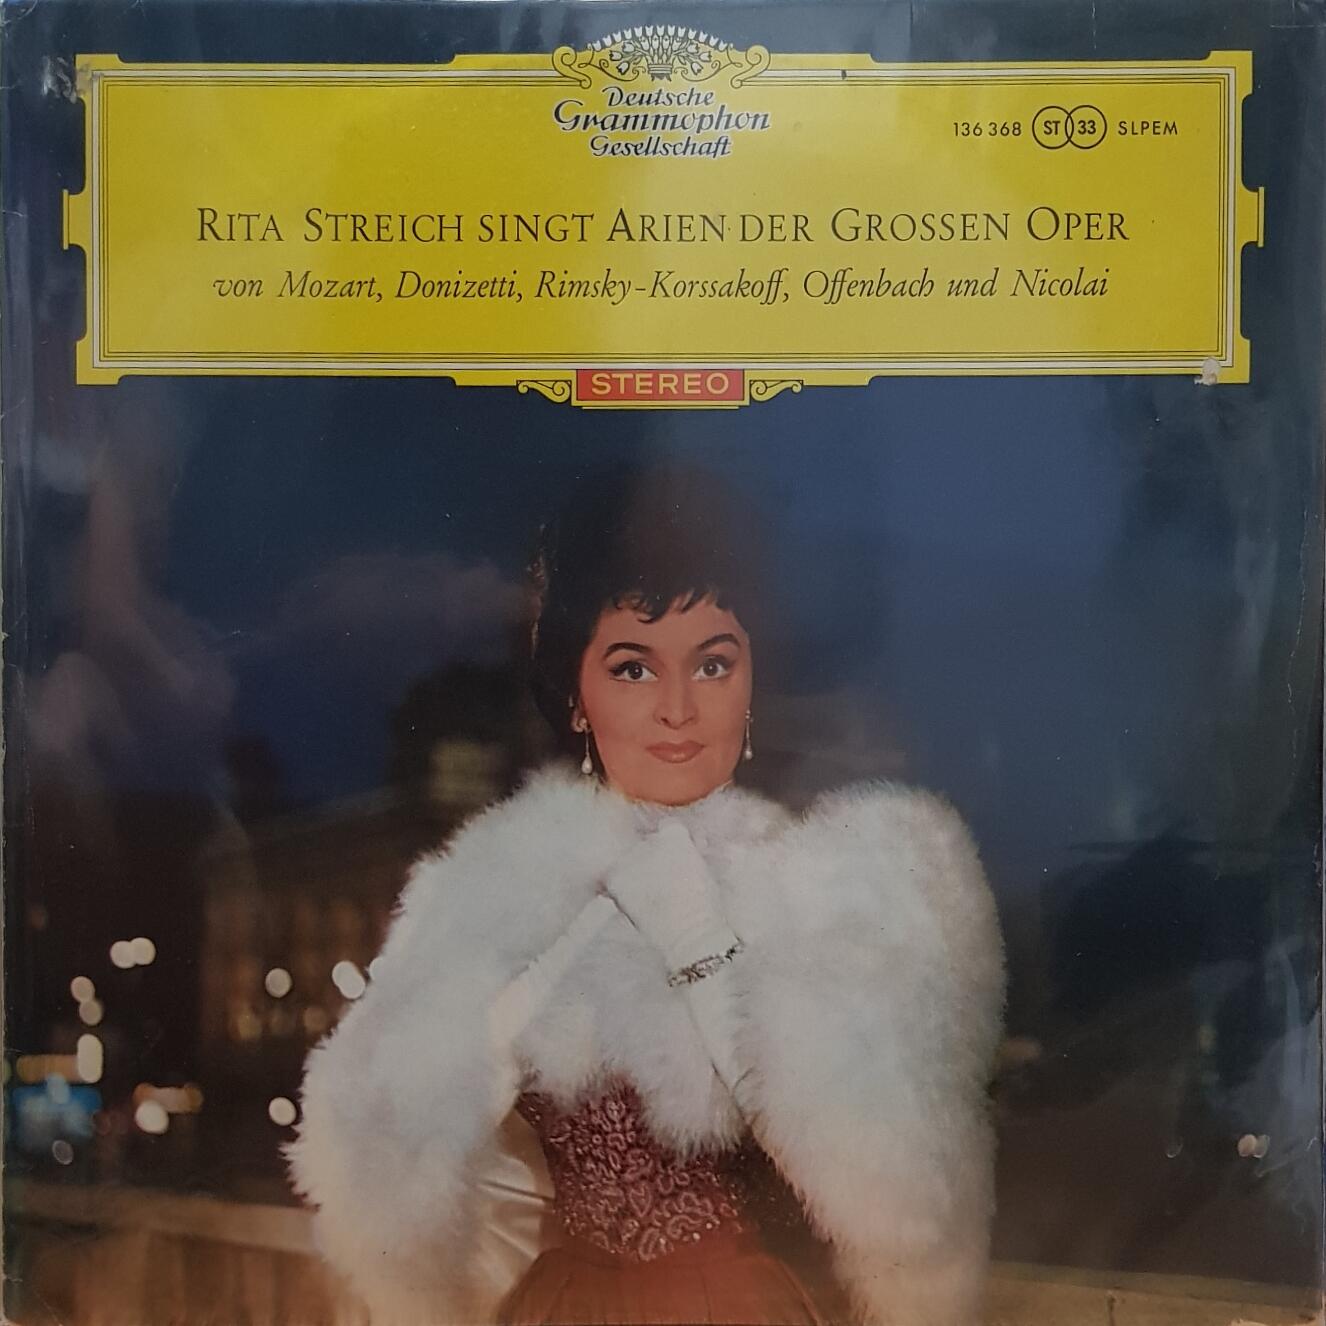 Deutsche
Grammophon
Gesellschaft
136 368 ST 33 SLPEM
RITA STREICH SINGT ARIEN DER GROSSEN OPER
von Mozart, Donizetti, Rimsky-Korssakoff, Offenbach und Nicolai
STEREO